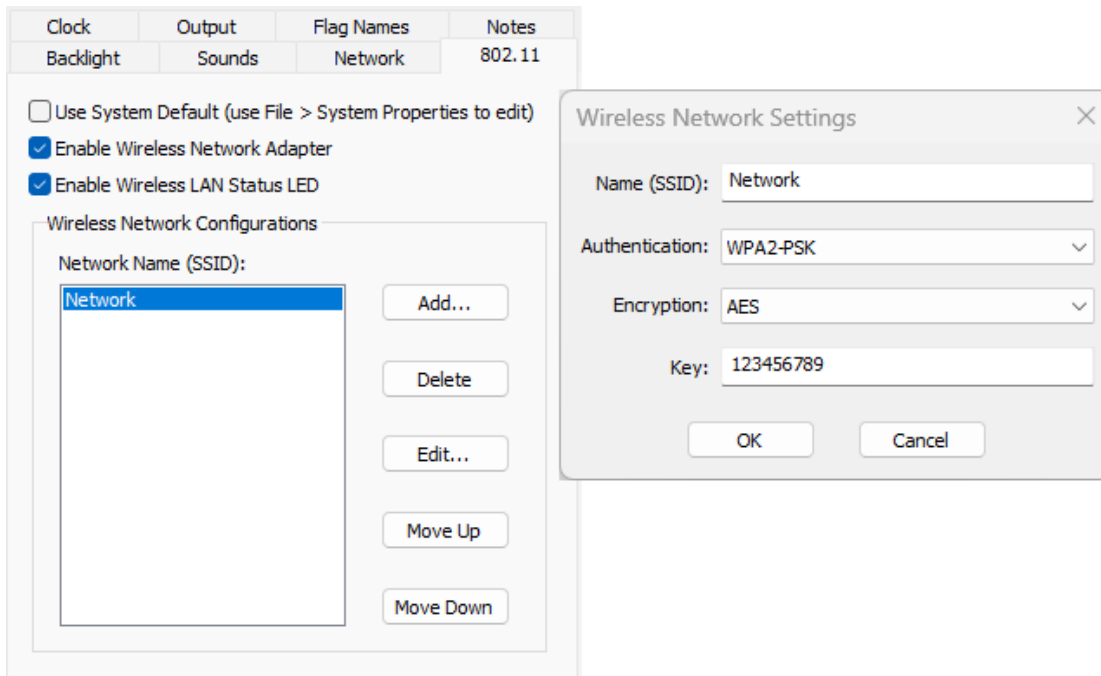 Clock Output Flag Names Notes
Backlight Sounds Network 802.11
Use System Default (use File > System Properties to edit)
Enable Wireless Network Adapter
Enable Wireless LAN Status LED
Wireless Network Configurations
Network Name (SSID):
Network
Add...
Delete
Edit...
Move Up
Move Down
Wireless Network Settings
Name (SSID): Network
Authentication: WPA2-PSK
Encryption: AES
Key: 123456789
OK Cancel